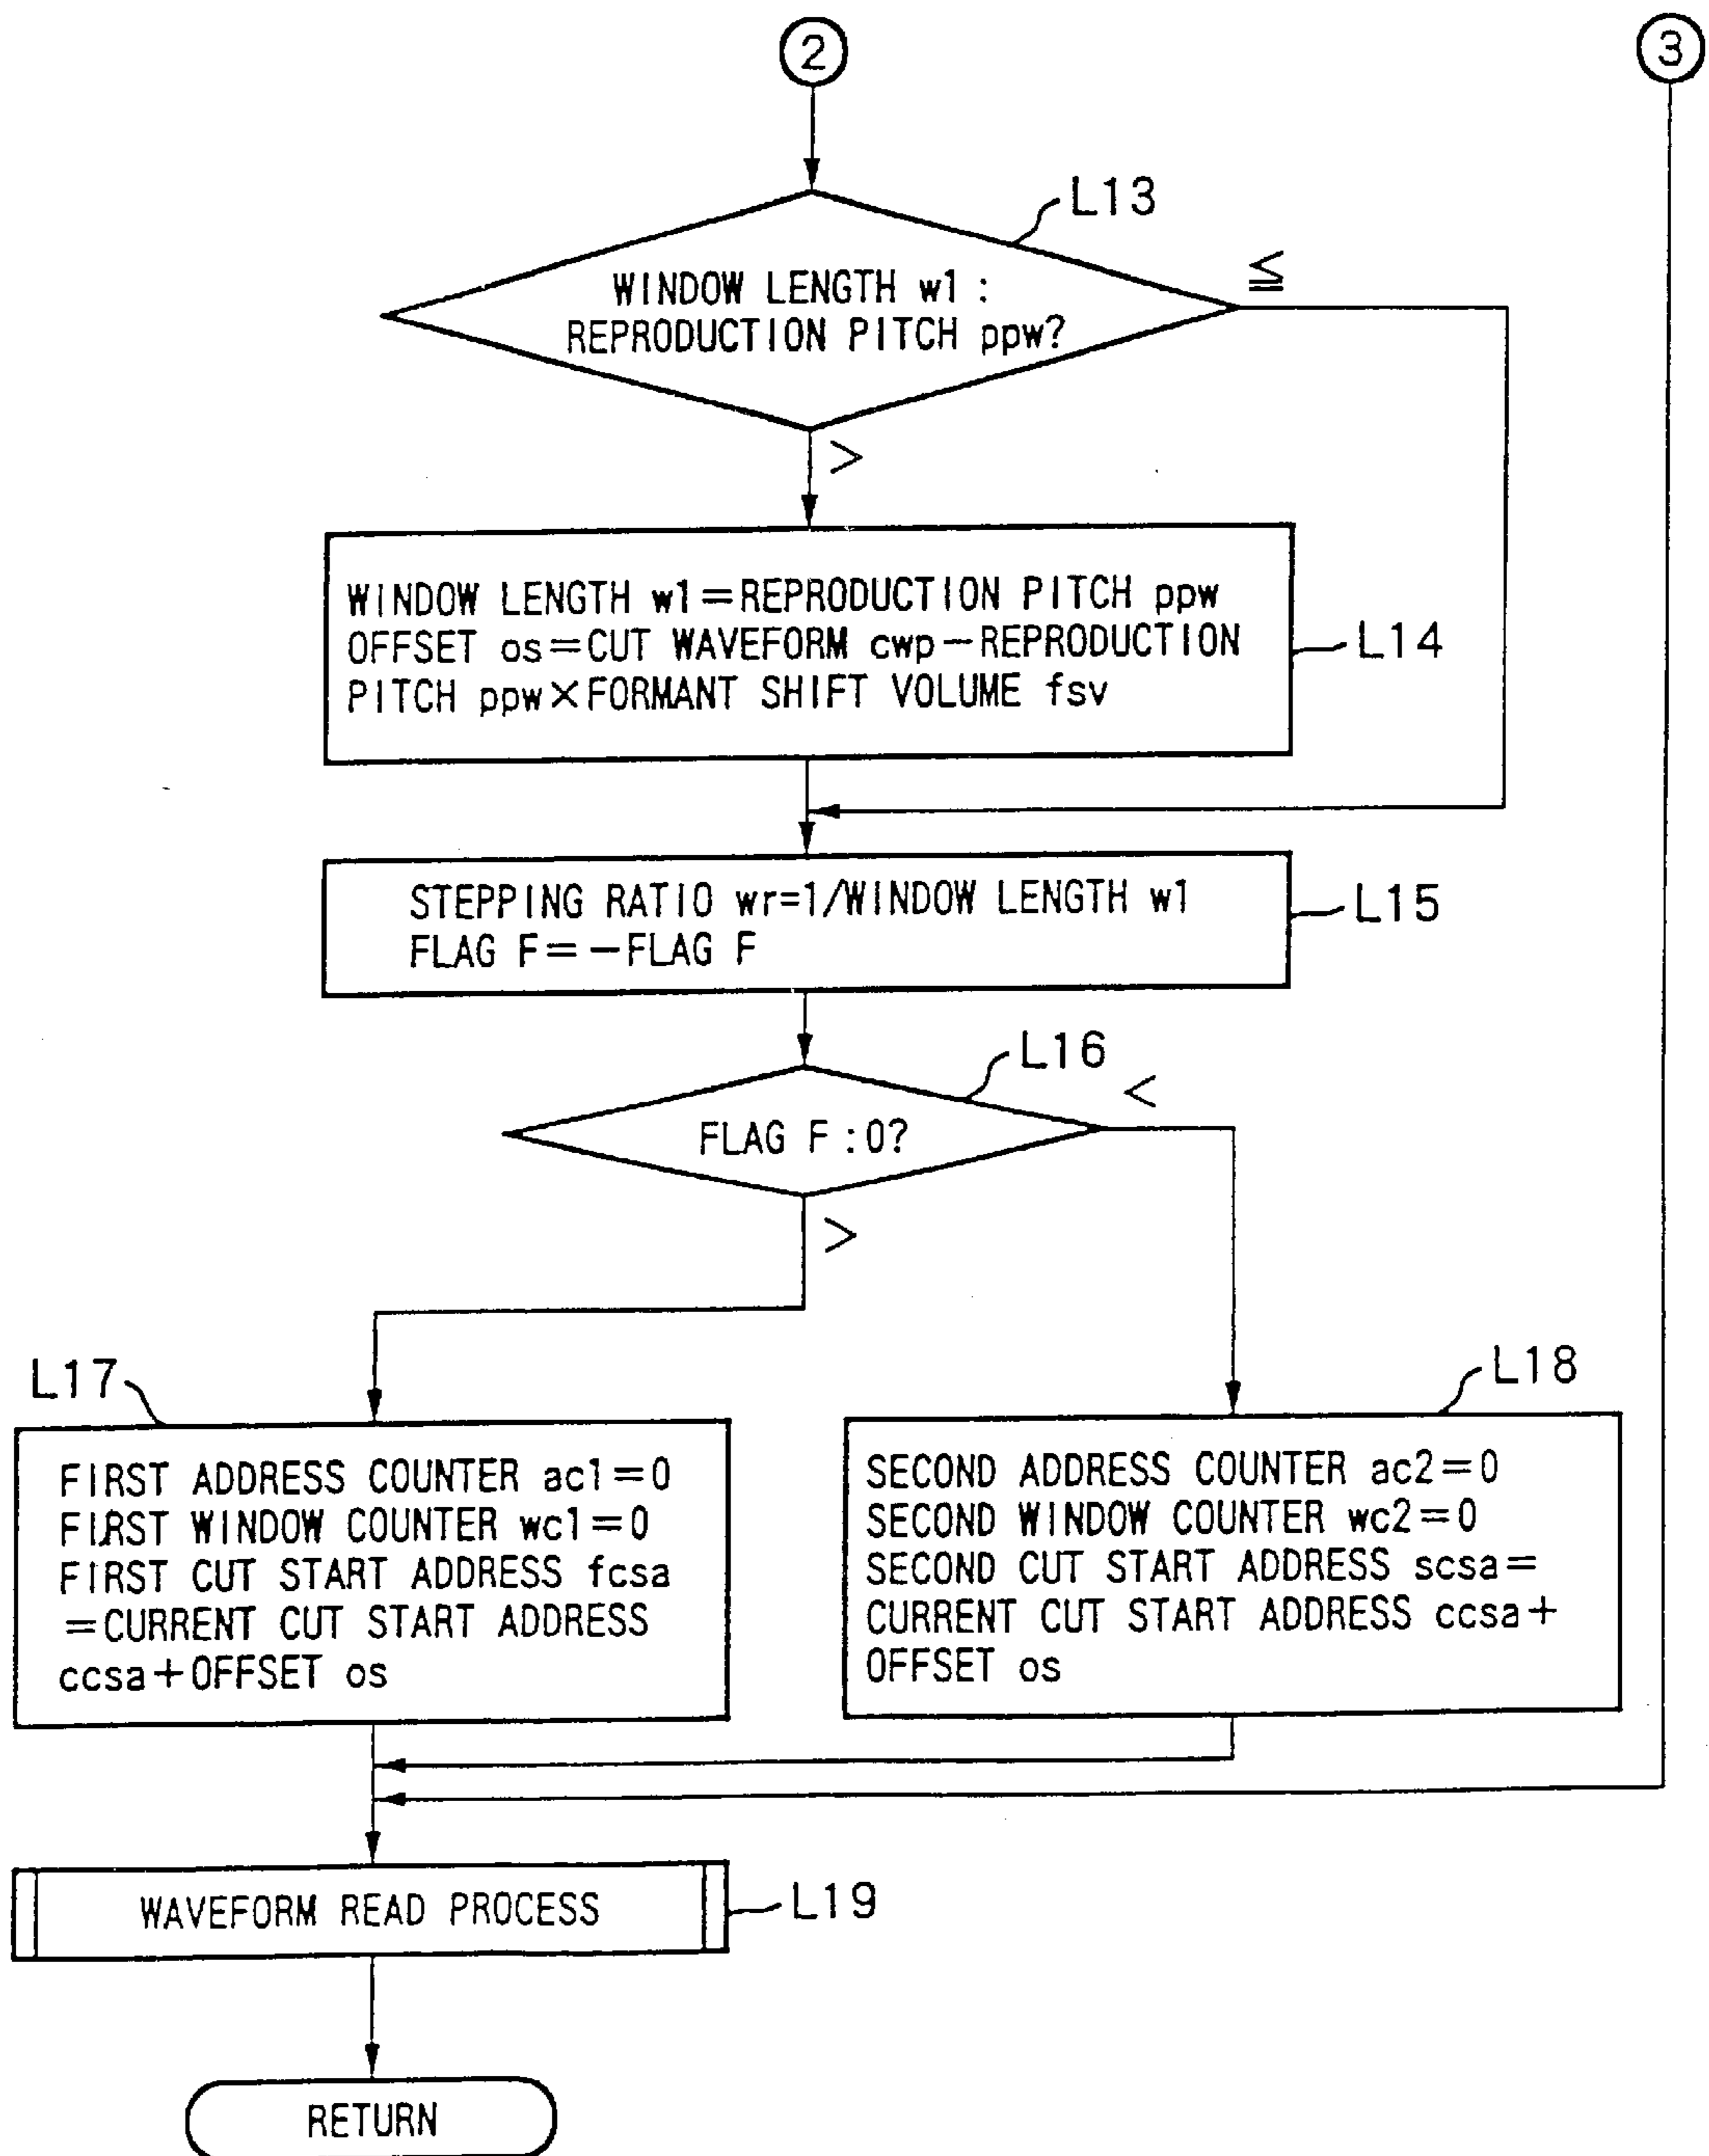 2
3
L13
WINDOW LENGTH w1 :
REPRODUCTION PITCH ppw?
≦
>
WINDOW LENGTH w1=REPRODUCTION PITCH ppw
OFFSET os=CUT WAVEFORM cwp-REPRODUCTION
PITCH ppw×FORMANT SHIFT VOLUME fsv
L14
STEPPING RATIO wr=1/WINDOW LENGTH w1
FLAG F=-FLAG F
L15
L16
FLAG F :0?
<
>
L17
FIRST ADDRESS COUNTER ac1=0
FIRST WINDOW COUNTER wc1=0
FIRST CUT START ADDRESS fcsa
=CURRENT CUT START ADDRESS
ccsa+OFFSET os
L18
SECOND ADDRESS COUNTER ac2=0
SECOND WINDOW COUNTER wc2=0
SECOND CUT START ADDRESS scsa=
CURRENT CUT START ADDRESS ccsa+
OFFSET os
WAVEFORM READ PROCESS
L19
RETURN